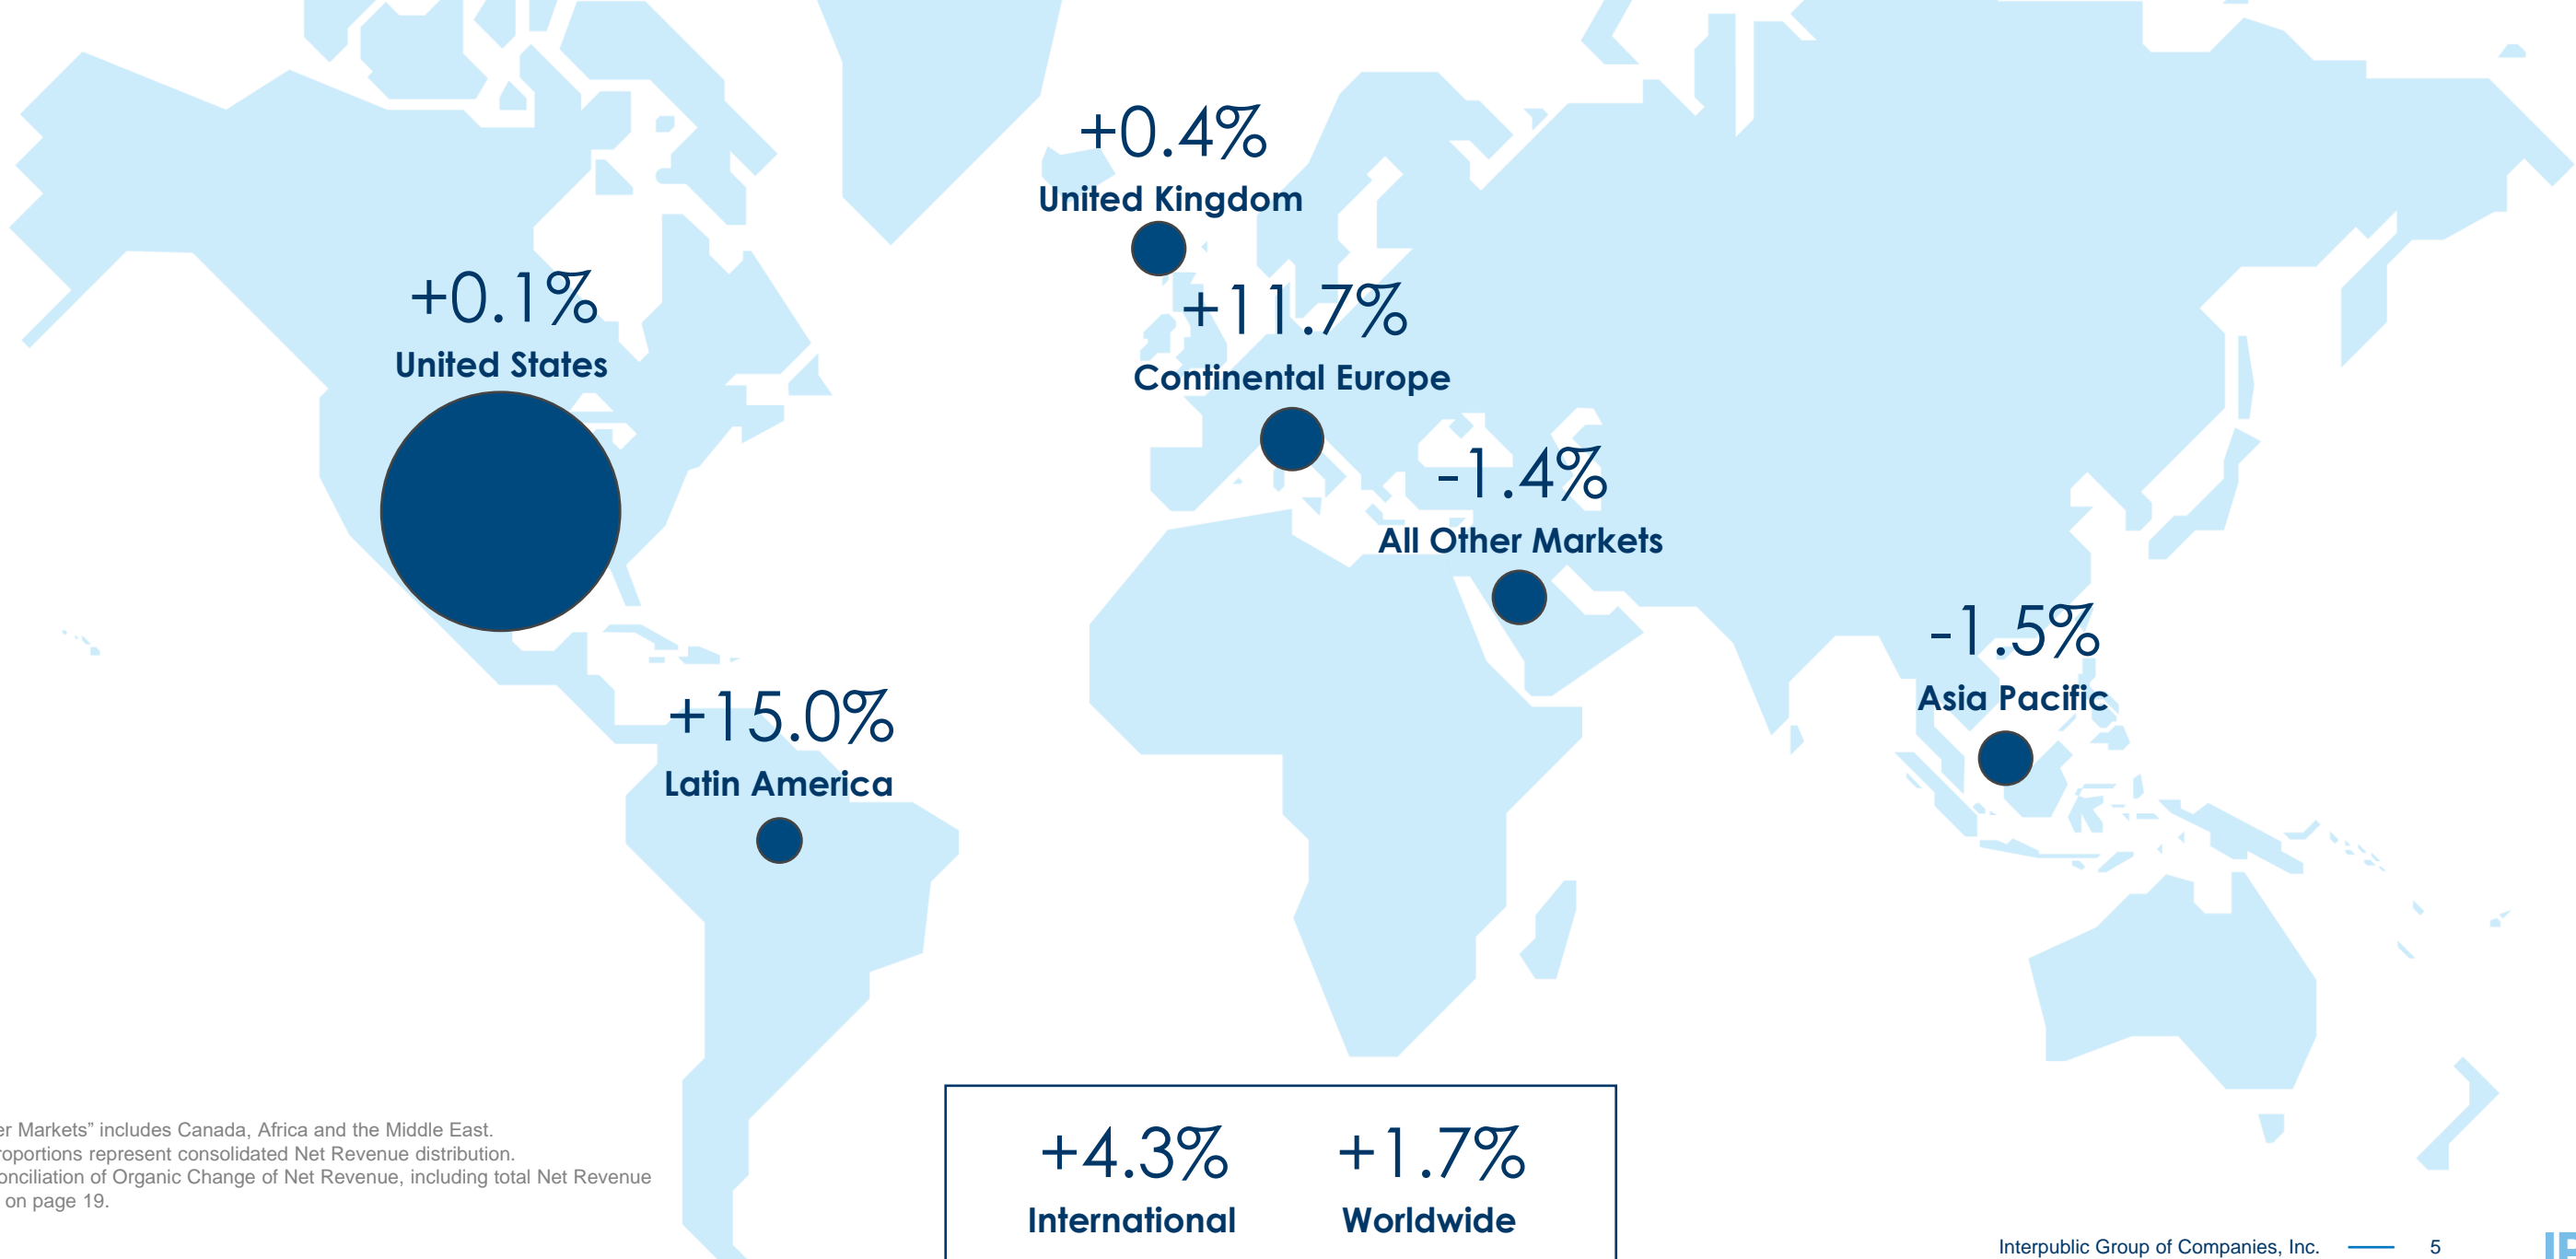 +0.4%
United Kingdom
+0.1%
United States
+11.7%
Continental Europe
-1.4%
All Other Markets
-1.5%
Asia Pacific
+15.0%
Latin America
+4.3%
International
+1.7%
Worldwide
Markets” includes Canada, Africa and the Middle East.
represent consolidated Net Revenue distribution.
of Organic Change of Net Revenue, including total Net Revenue
on page 19.
Interpublic Group of Companies, Inc.
5